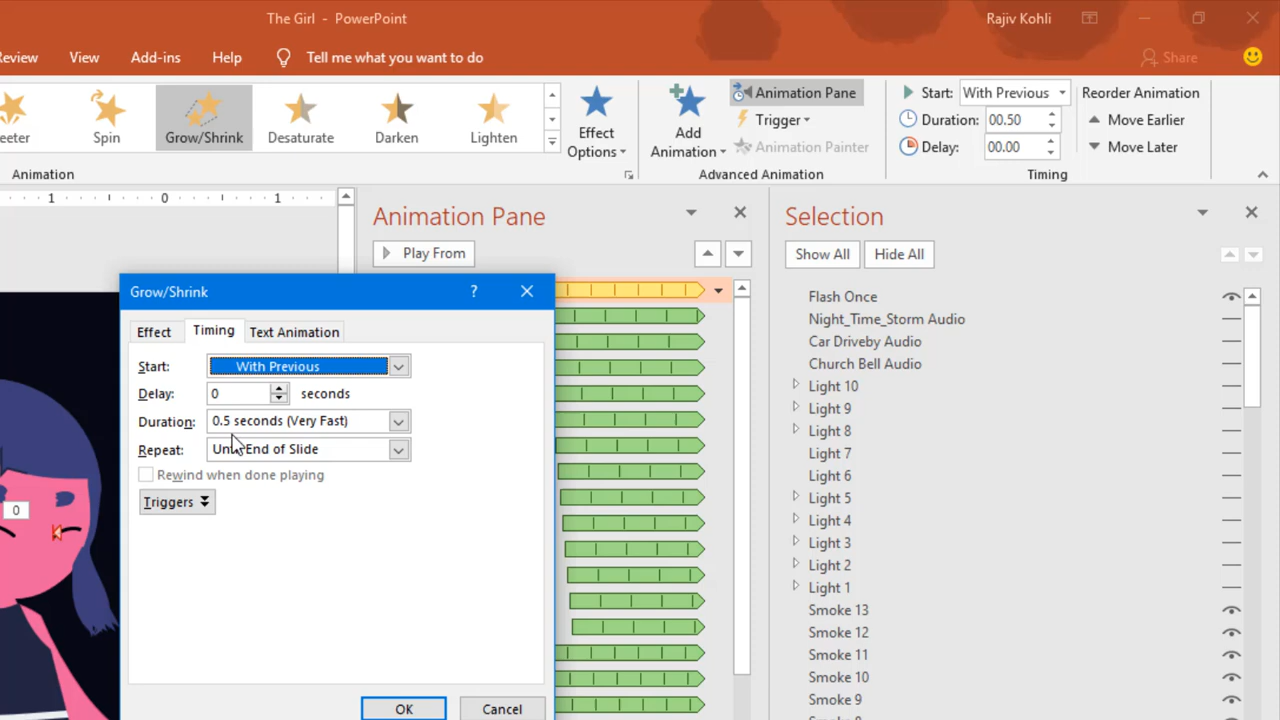 The Girl - PowerPoint
Rajiv Kohli
Review View Add-ins Help Tell me what you want to do
Share
Spin Grow/Shrink Desaturate Darken Lighten
Effect Options
Add Animation
Animation Pane
Trigger
Animation Painter
Start: With Previous
Duration: 00.50
Delay: 00.00
Reorder Animation
Move Earlier
Move Later
Animation
Advanced Animation
Timing
1 0 1
Animation Pane
Play From
Selection
Show All Hide All
Grow/Shrink ?
Effect Timing Text Animation
Start: With Previous
Delay: 0 seconds
Duration: 0.5 seconds (Very Fast)
Repeat: Until End of Slide
Rewind when done playing
Triggers
OK Cancel
0
Flash Once
Night_Time_Storm Audio
Car Driveby Audio
Church Bell Audio
Light 10
Light 9
Light 8
Light 7
Light 6
Light 5
Light 4
Light 3
Light 2
Light 1
Smoke 13
Smoke 12
Smoke 11
Smoke 10
Smoke 9